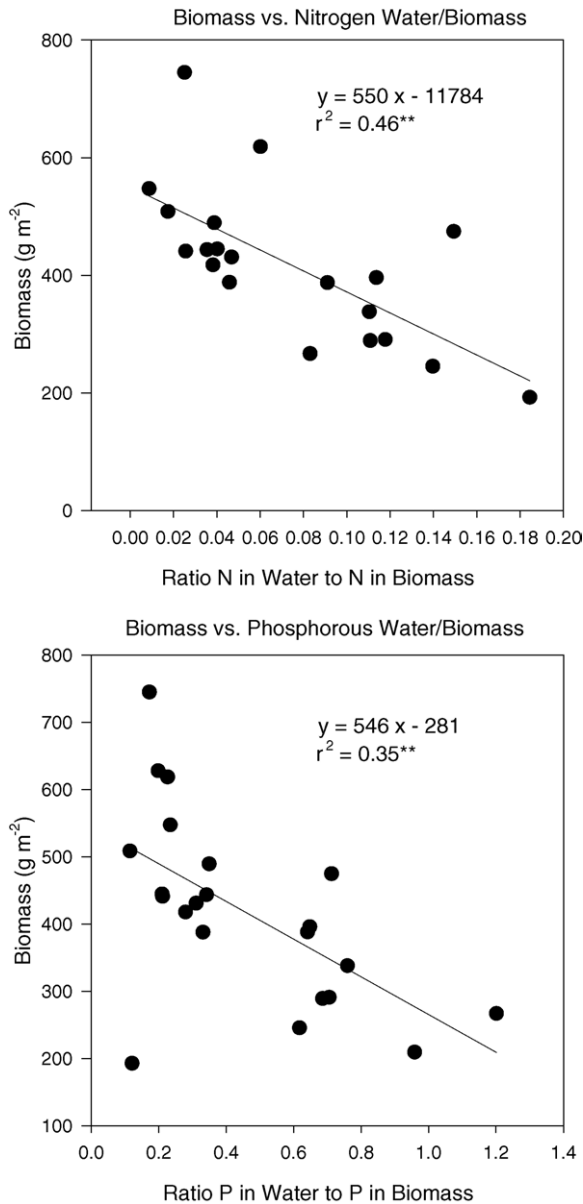 Biomass vs. Nitrogen Water/Biomass
800
y = 550 x - 11784
r² = 0.46**
600
Biomass (g m⁻²)
400
200
0
0.00 0.02 0.04 0.06 0.08 0.10 0.12 0.14 0.16 0.18 0.20
Ratio N in Water to N in Biomass
Biomass vs. Phosphorous Water/Biomass
800
700
y = 546 x - 281
r² = 0.35**
600
500
Biomass (g m⁻²)
400
300
200
100
0.0 0.2 0.4 0.6 0.8 1.0 1.2 1.4
Ratio P in Water to P in Biomass